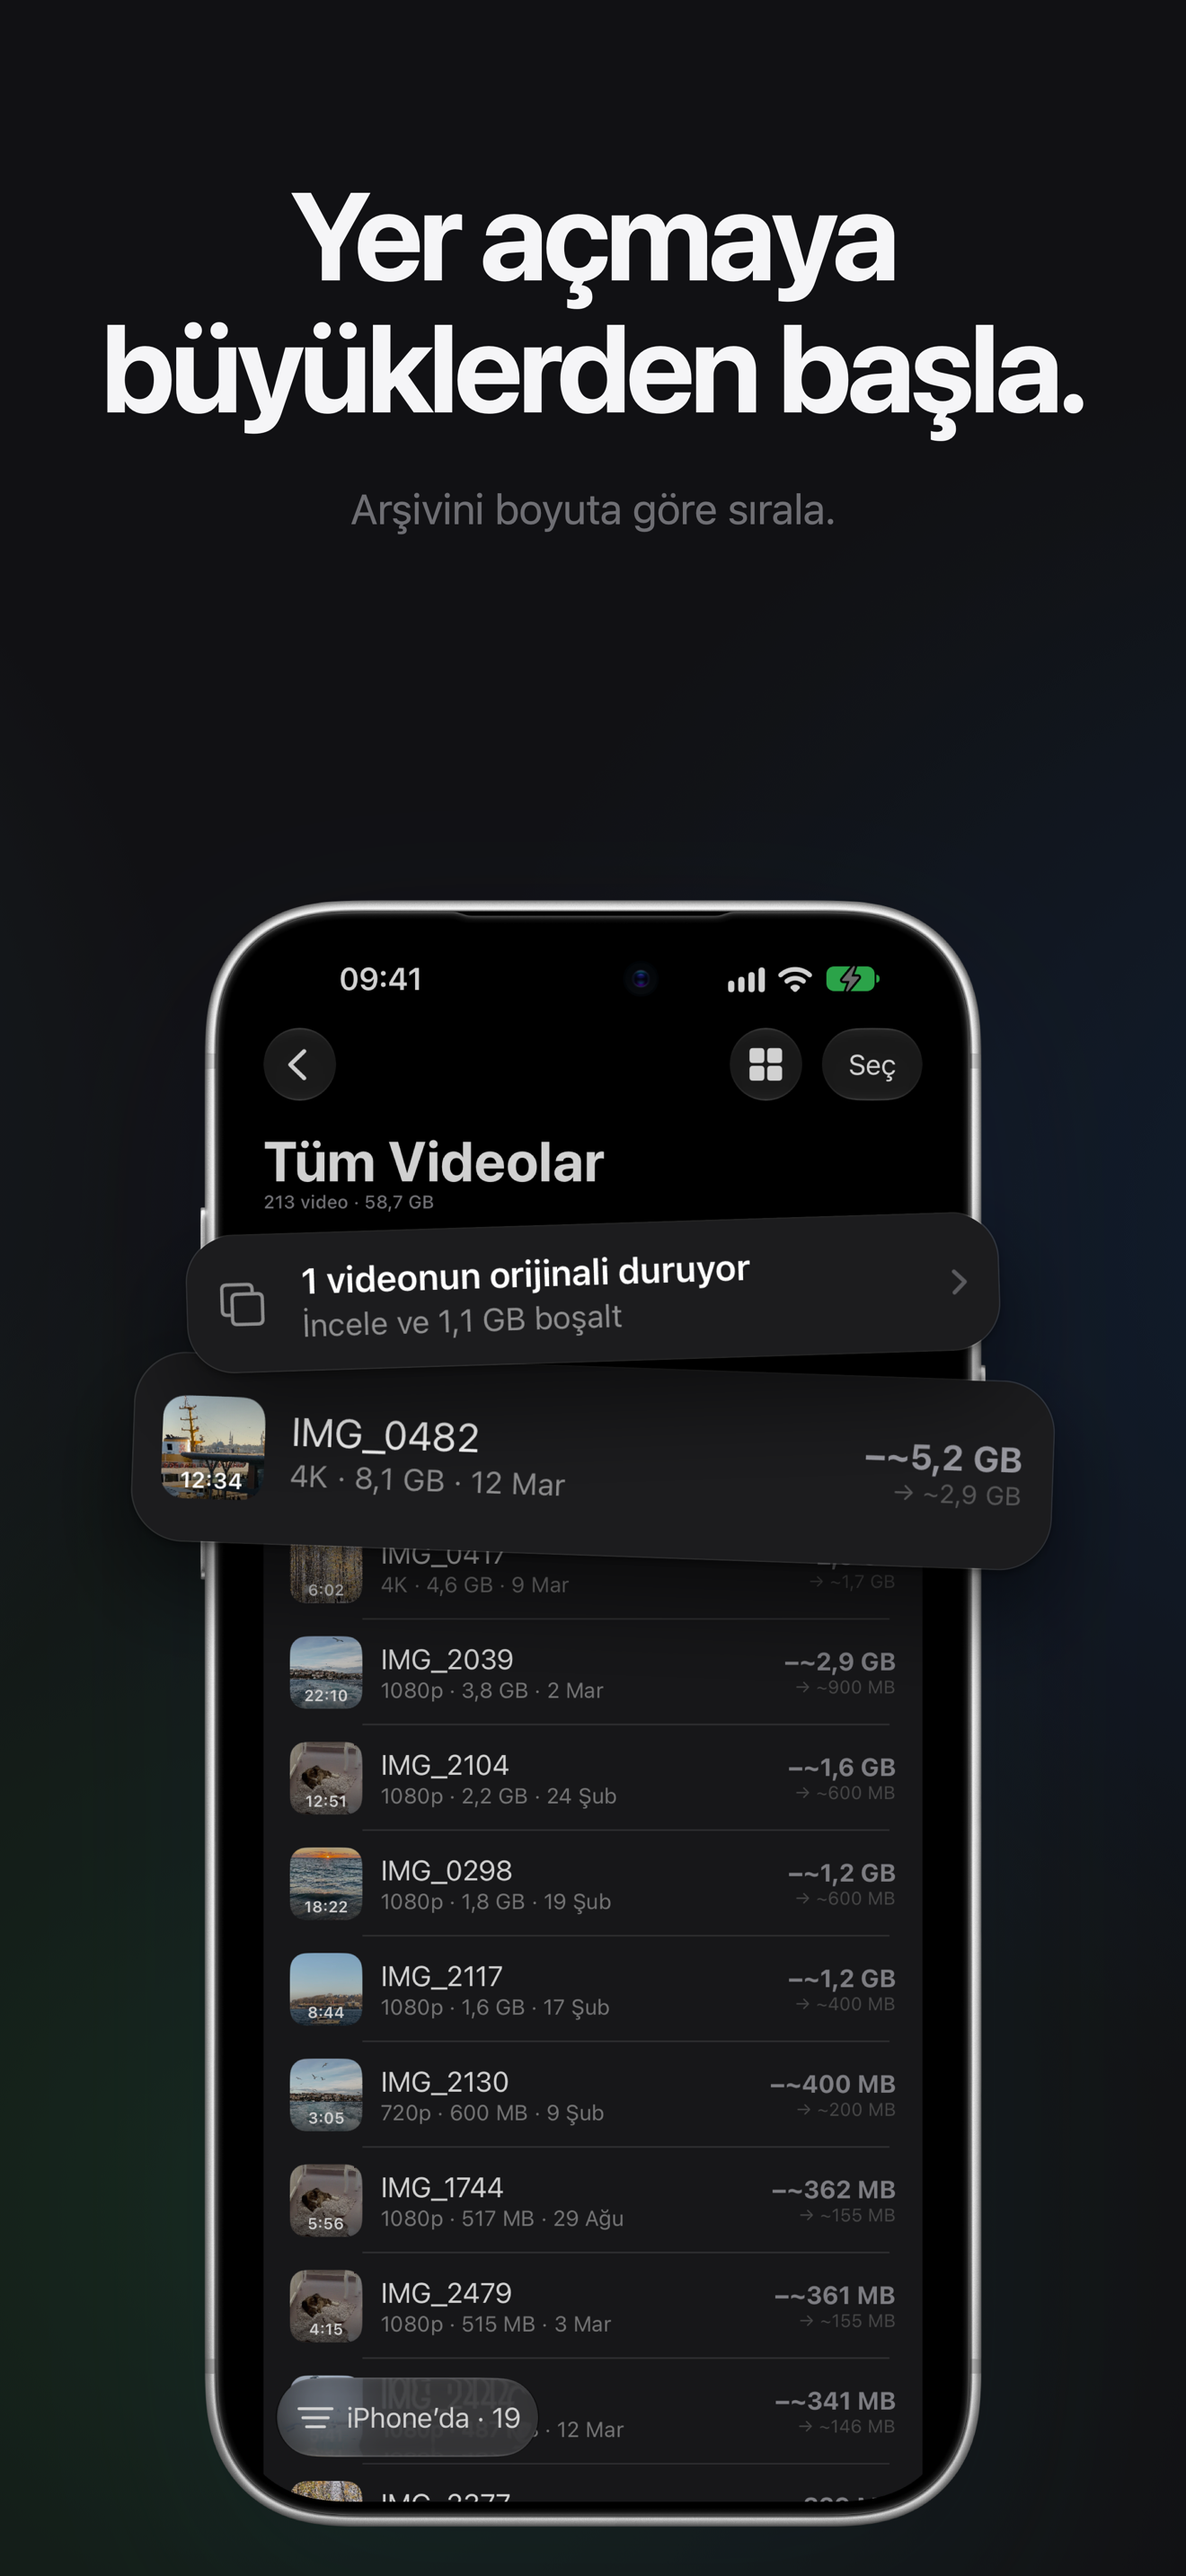 Yer açmaya
büyüklerden başla.
Arşivini boyuta göre sırala.
09:41
Seç
Tüm Videolar
213 video · 58,7 GB
1 videonun orijinali duruyor
İncele ve 1,1 GB boşalt
IMG_0482
12:34
4K · 8,1 GB · 12 Mar
−~5,2 GB
→ ~2,9 GB
IMG_0417
6:02
4K · 4,6 GB · 9 Mar
→ ~1,7 GB
IMG_2039
22:10
1080p · 3,8 GB · 2 Mar
−~2,9 GB
→ ~900 MB
IMG_2104
12:51
1080p · 2,2 GB · 24 Şub
−~1,6 GB
→ ~600 MB
IMG_0298
18:22
1080p · 1,8 GB · 19 Şub
−~1,2 GB
→ ~600 MB
IMG_2117
8:44
1080p · 1,6 GB · 17 Şub
−~1,2 GB
→ ~400 MB
IMG_2130
3:05
720p · 600 MB · 9 Şub
−~400 MB
→ ~200 MB
IMG_1744
5:56
1080p · 517 MB · 29 Ağu
−~362 MB
→ ~155 MB
IMG_2479
4:15
1080p · 515 MB · 3 Mar
−~361 MB
→ ~155 MB
iPhone'da · 19
· 12 Mar
−~341 MB
→ ~146 MB